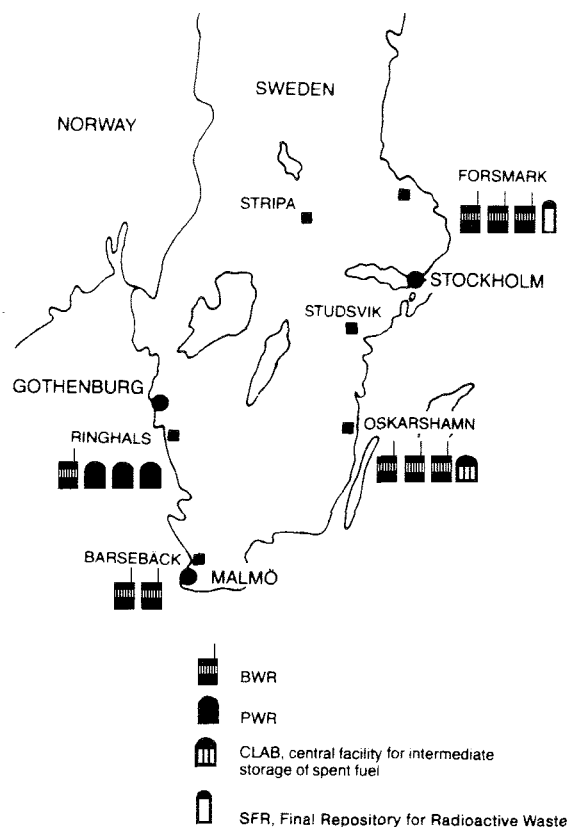 SWEDEN
NORWAY
FORSMARK
STRIPA
STOCKHOLM
STUDSVIK
GOTHENBURG
OSKARSHAMN
RINGHALS
BARSEBÄCK
MALMÖ
BWR
PWR
CLAB, central facility for intermediate
storage of spent fuel
SFR, Final Repository for Radioactive Waste